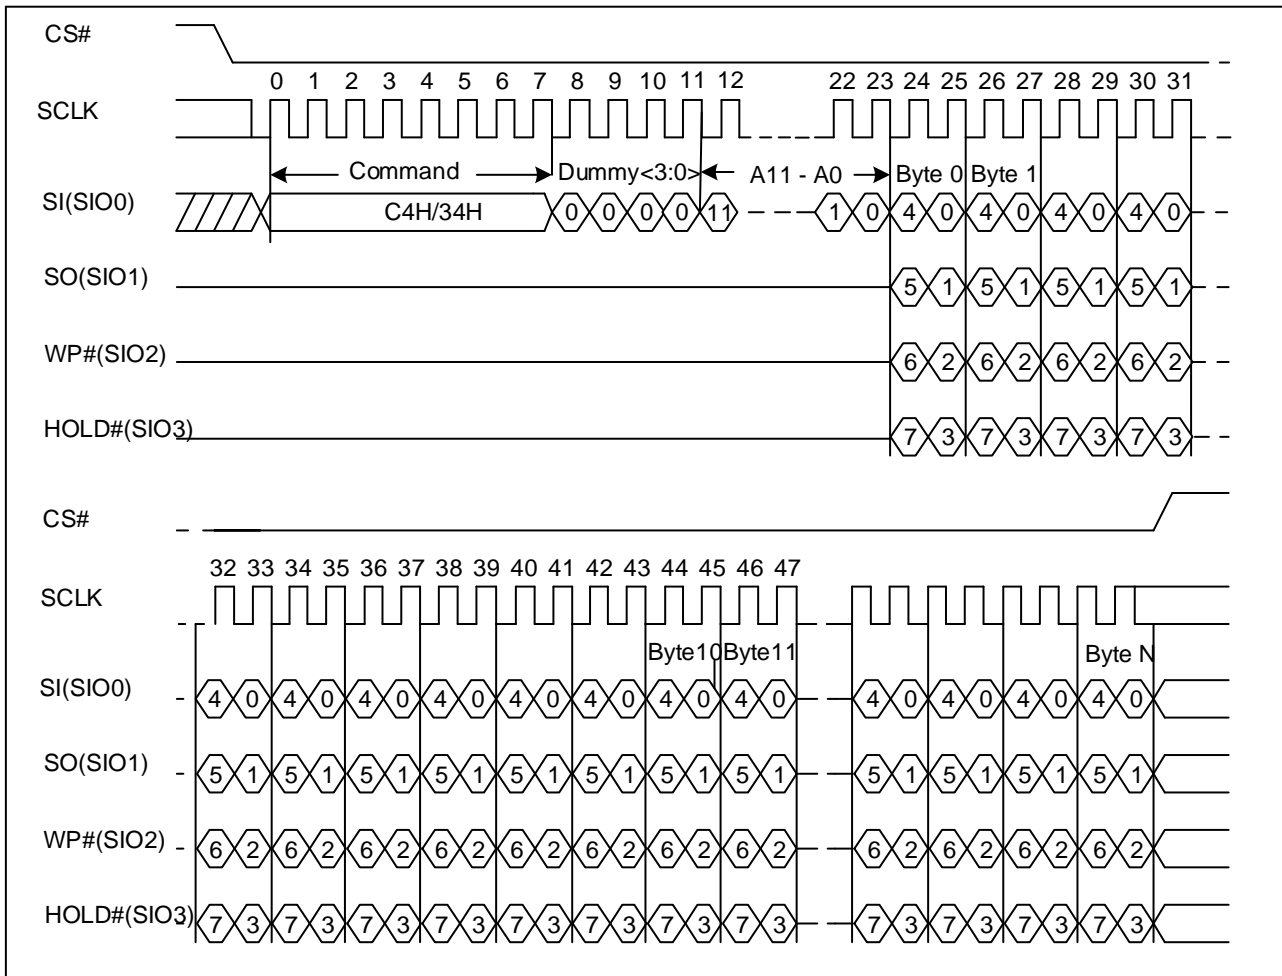 CS#
0 1 2 3 4 5 6 7 8 9 10 11 12 22 23 24 25 26 27 28 29 30 31
SCLK
Command Dummy<3:0> A11 - A0 Byte 0 Byte 1
SI(SIO0) C4H/34H 0 0 0 0 11 1 0 4 0 4 0 4 0 4 0
SO(SIO1) 5 1 5 1 5 1 5 1
WP#(SIO2) 6 2 6 2 6 2 6 2
HOLD#(SIO3) 7 3 7 3 7 3 7 3
CS#
32 33 34 35 36 37 38 39 40 41 42 43 44 45 46 47
SCLK
Byte10 Byte11 Byte N
SI(SIO0) 4 0 4 0 4 0 4 0 4 0 4 0 4 0 4 0 4 0 4 0 4 0 4 0
SO(SIO1) 5 1 5 1 5 1 5 1 5 1 5 1 5 1 5 1 5 1 5 1 5 1 5 1
WP#(SIO2) 6 2 6 2 6 2 6 2 6 2 6 2 6 2 6 2 6 2 6 2 6 2 6 2
HOLD#(SIO3) 7 3 7 3 7 3 7 3 7 3 7 3 7 3 7 3 7 3 7 3 7 3 7 3